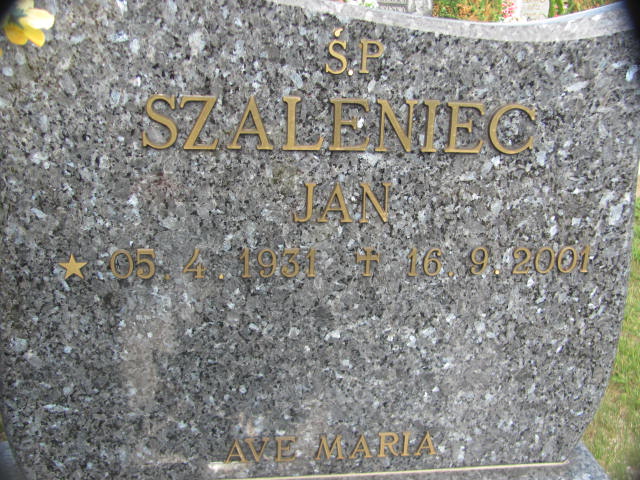 Ś.P
SZALENIEC
JAN
★ 05. 4. 1931 ✝ 16. 9. 2001
AVE MARIA